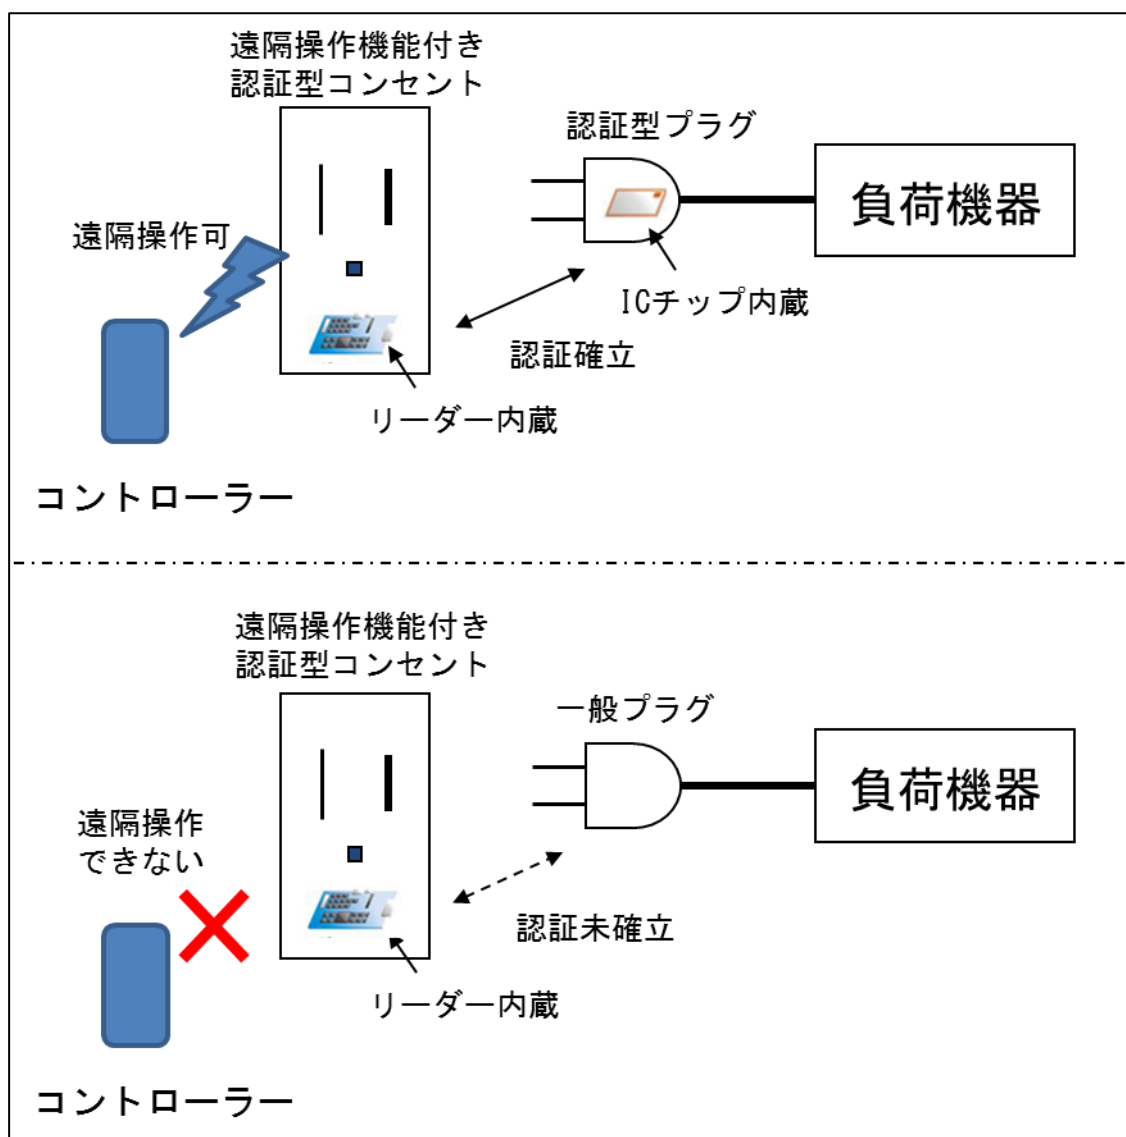 遠隔操作機能付き
認証型コンセント
認証型プラグ
負荷機器
遠隔操作可
ICチップ内蔵
認証確立
リーダー内蔵
コントローラー
遠隔操作機能付き
認証型コンセント
一般プラグ
負荷機器
遠隔操作
できない
認証未確立
リーダー内蔵
コントローラー